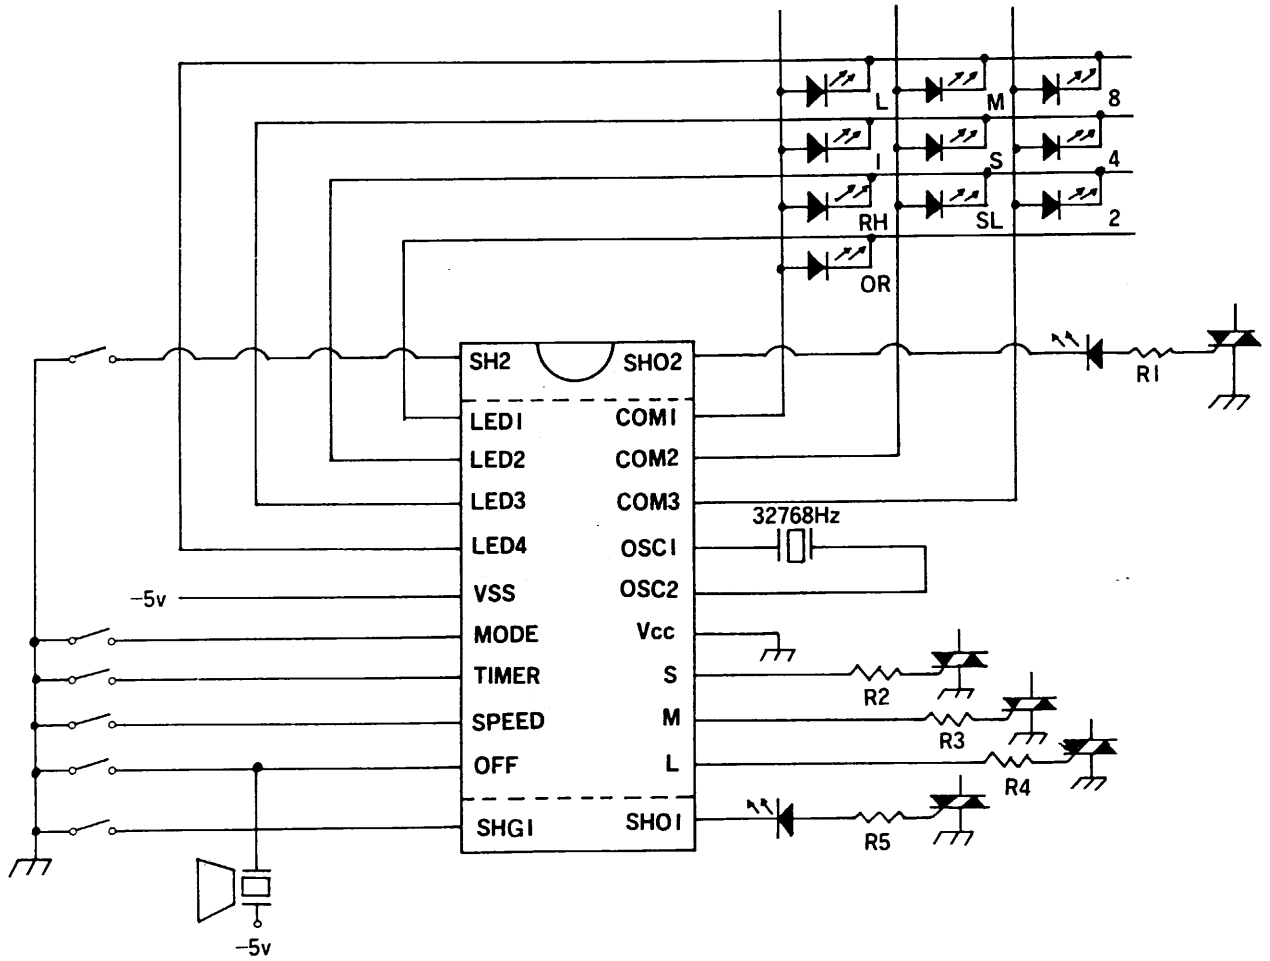 L M 8
I S 4
RH SL 2
OR
SH2 SHO2
R1
LED1 COM1
LED2 COM2
LED3 COM3
32768Hz
LED4 OSC1
-5v VSS OSC2
MODE Vcc
TIMER S
R2
SPEED M
R3
OFF L
R4
SHG1 SHO1
R5
-5v